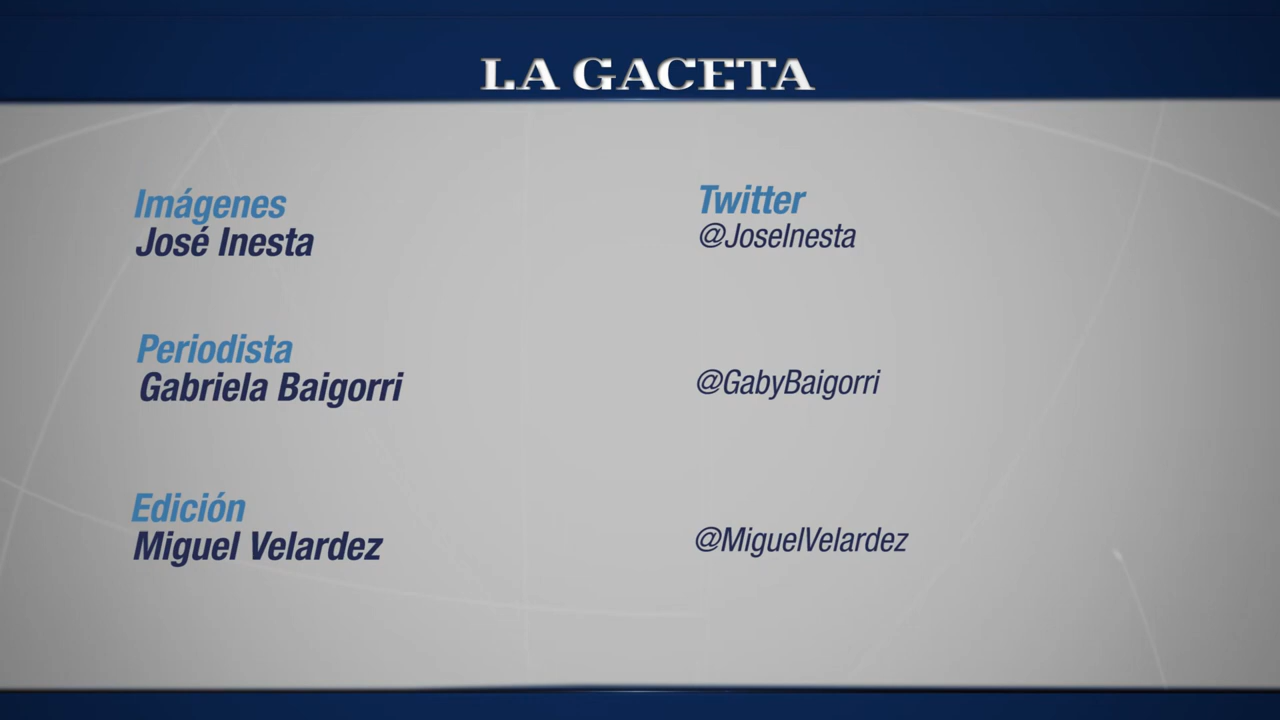 LA GACETA
Imágenes
José Inesta
Twitter
@JoseInesta
Periodista
Gabriela Baigorri
@GabyBaigorri
Edición
Miguel Velardez
@MiguelVelardez